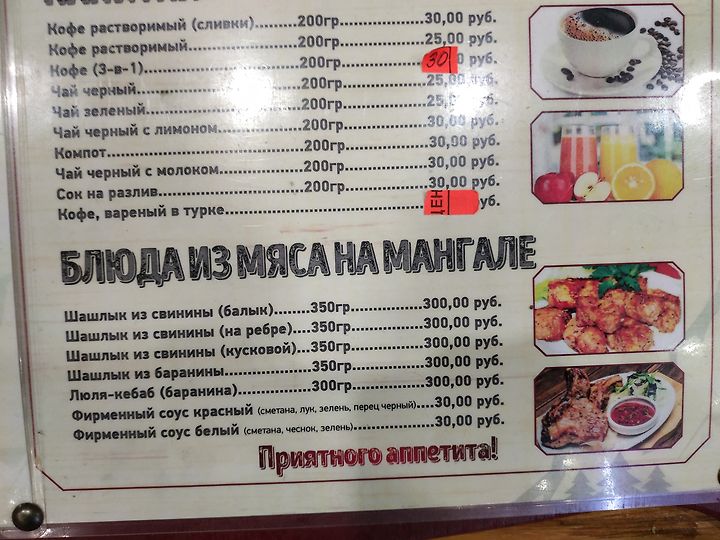 Кофе растворимый (сливки)..........200гр....................30,00 руб.
Кофе растворимый......................200гр....................25,00 руб.
Кофе (3-в-1)................................200гр....................30 0 руб.
Чай черный.................................200гр....................25,00 руб.
Чай зеленый................................200гр....................25,0 руб.
Чай черный с лимоном.................200гр....................30,00 руб.
Компот.......................................200гр....................30,00 руб.
Чай черный с молоком.................200гр....................30,00 руб.
Сок на разлив.............................200гр....................30,00 руб.
Кофе, вареный в турке.................................ЦЕН руб.
БЛЮДА ИЗ МЯСА НА МАНГАЛЕ
Шашлык из свинины (балык)........350гр................300,00 руб.
Шашлык из свинины (на ребре)....350гр................300,00 руб.
Шашлык из свинины (кусковой)...350гр................300,00 руб.
Шашлык из баранины...................350гр................300,00 руб.
Люля-кебаб (баранина)................300гр................300,00 руб.
Фирменный соус красный (сметана, лук, зелень, перец черный)....30,00 руб.
Фирменный соус белый (сметана, чеснок, зелень)..................30,00 руб.
Приятного аппетита!